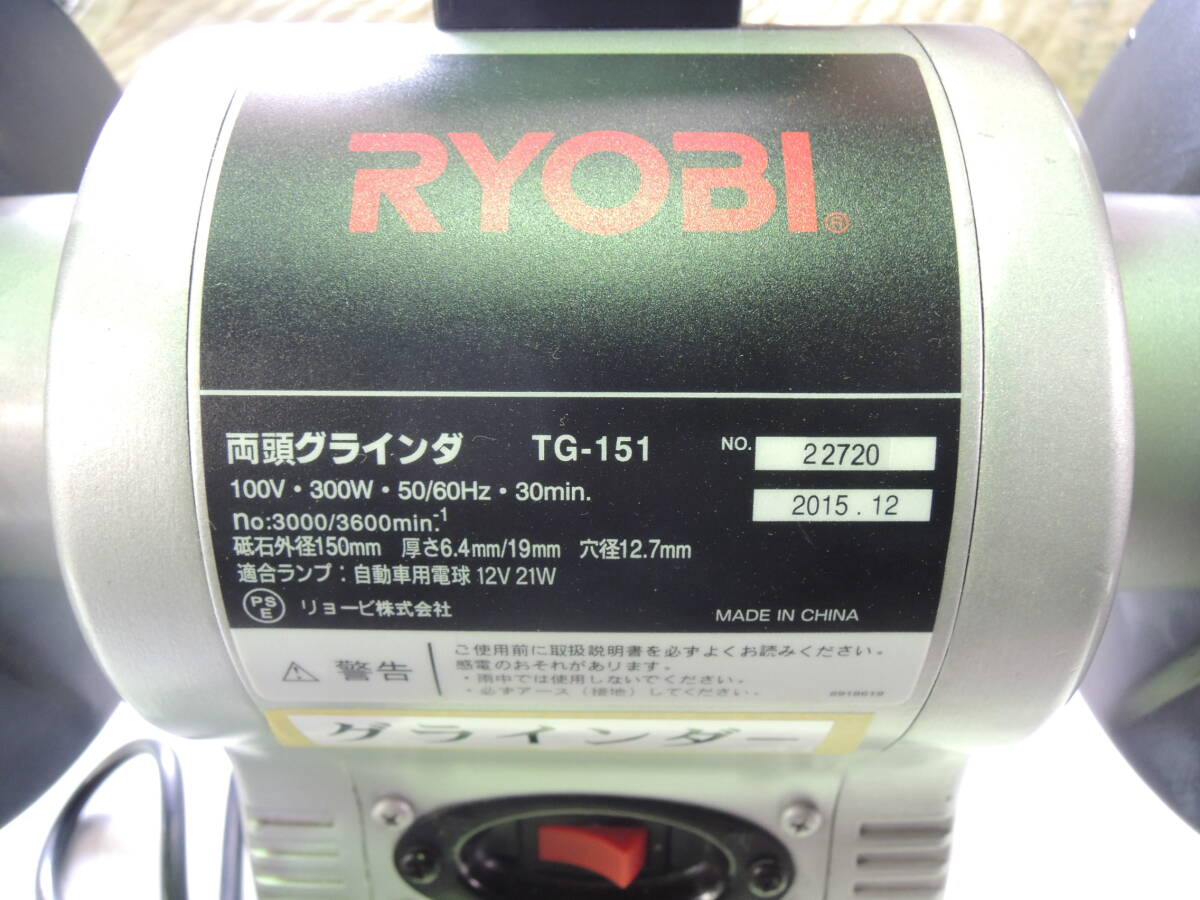 RYOBI®
両頭グラインダ TG-151 NO. 22720
100V・300W・50/60Hz・30min. 2015.12
no:3000/3600min.-1
砥石外径150mm 厚さ6.4mm/19mm 穴径12.7mm
適合ランプ：自動車用電球 12V 21W
PSE リョービ株式会社 MADE IN CHINA
⚠ 警告
ご使用前に取扱説明書を必ずよくお読みください。
感電のおそれがあります。
・雨中では使用しないでください。
・必ずアース（接地）してください。
グラインダー